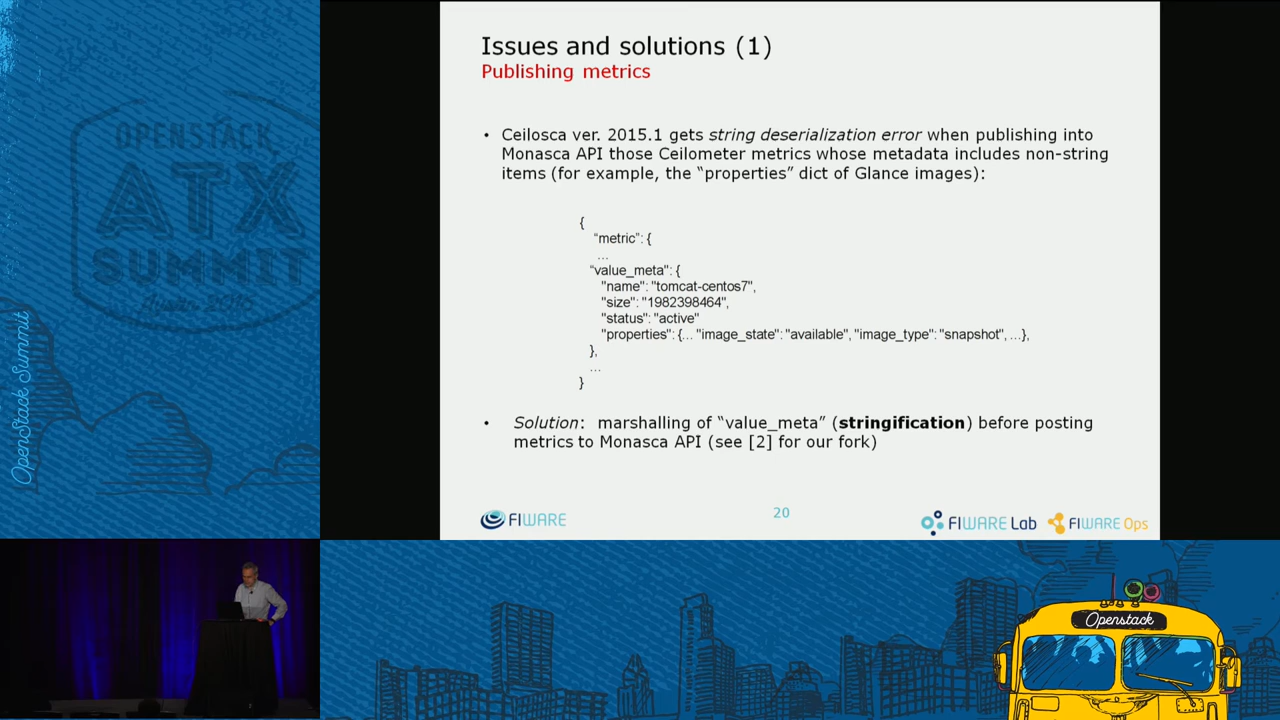 OPENSTACK
ATX
SUMMIT
OpenStack Summit
Issues and solutions (1)
Publishing metrics
• Ceilosca ver. 2015.1 gets string deserialization error when publishing into
Monasca API those Ceilometer metrics whose metadata includes non-string
items (for example, the “properties” dict of Glance images):
{
“metric”: {
...
“value_meta": {
"name": "tomcat-centos7",
"size": "1982398464",
"status": "active"
"properties": {... "image_state": "available", "image_type": "snapshot", ...},
},
...
}
• Solution: marshalling of “value_meta” (stringification) before posting
metrics to Monasca API (see [2] for our fork)
FIWARE
20
FIWARE Lab
FIWARE Ops
Openstack